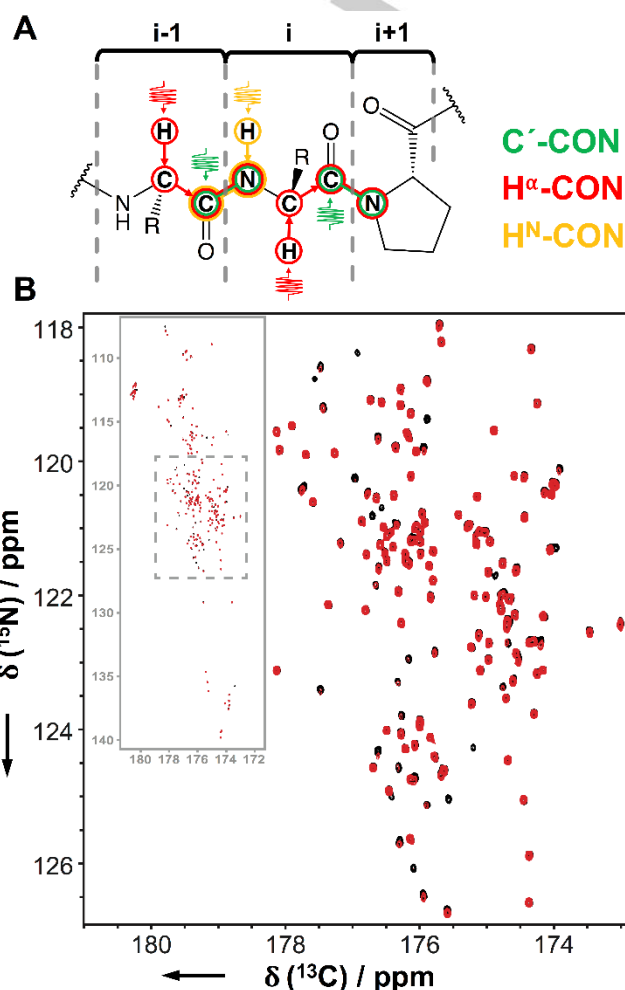 A
i-1 i i+1
H H O O
R
C N C C´-CON
C N Hα-CON
N R C HN-CON
H O H
B
118
110
115
120 120
125
130 122
135
124
140
180 178 176 174 172
126
180 178 176 174
δ (15N) / ppm
δ (13C) / ppm